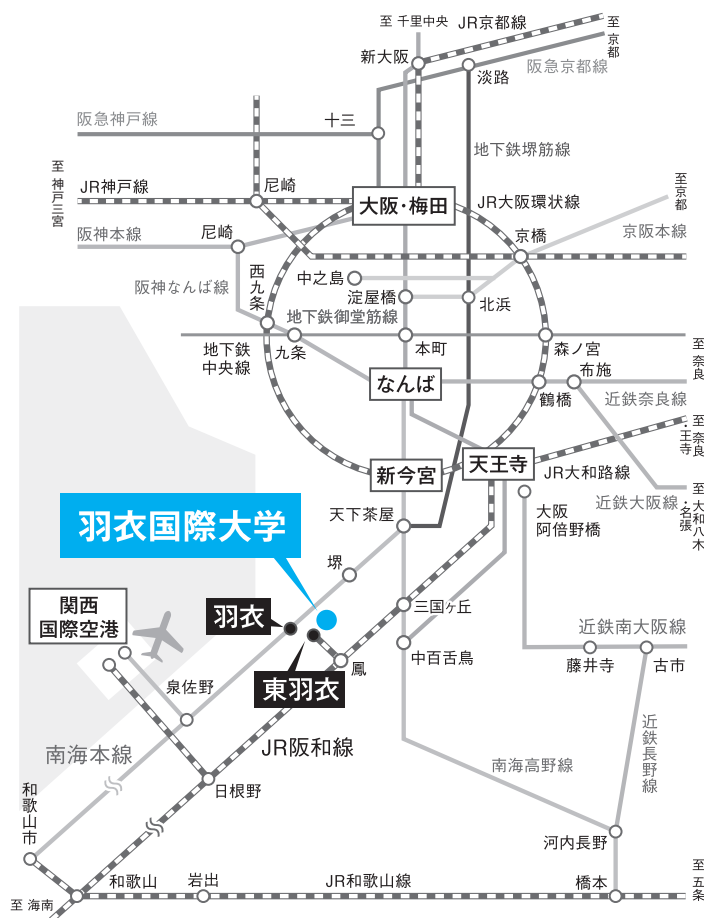 至 千里中央
JR京都線
至
京都
新大阪
淡路
阪急京都線
阪急神戸線
十三
地下鉄堺筋線
至
神戸三宮
JR神戸線
尼崎
大阪・梅田
JR大阪環状線
至京都
阪神本線
尼崎
京橋
京阪本線
西九条
中之島
阪神なんば線
淀屋橋
北浜
地下鉄御堂筋線
地下鉄
中央線
九条
本町
森ノ宮
至
奈良
布施
なんば
鶴橋
近鉄奈良線
至
奈良
・王寺
新今宮
天王寺
JR大和路線
至
大和八木
・名張
近鉄大阪線
天下茶屋
大阪
阿倍野橋
羽衣国際大学
堺
関西
国際空港
羽衣
三国ヶ丘
近鉄南大阪線
東羽衣
鳳
中百舌鳥
藤井寺
古市
泉佐野
南海本線
JR阪和線
近鉄長野線
南海高野線
日根野
和歌山市
河内長野
和歌山
岩出
JR和歌山線
橋本
至
五条
至 海南